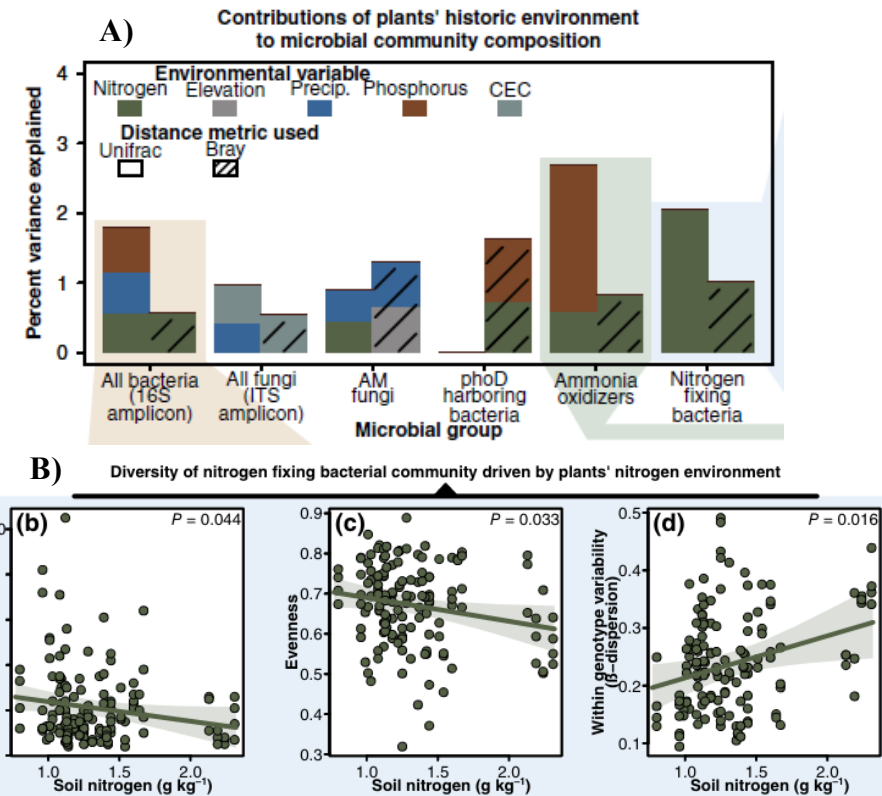 A)
Contributions of plants' historic environment
to microbial community composition
Percent variance explained
4
3
2
1
0
Environmental variable
Nitrogen Elevation Precip. Phosphorus CEC
Distance metric used
Unifrac Bray
All bacteria
(16S
amplicon)
All fungi
(ITS
amplicon)
AM
fungi
phoD
harboring
bacteria
Ammonia
oxidizers
Nitrogen
fixing
bacteria
Microbial group
B)
Diversity of nitrogen fixing bacterial community driven by plants' nitrogen environment
(b)
P = 0.044
0
1.0 1.5 2.0
Soil nitrogen (g kg⁻¹)
(c)
P = 0.033
Evenness
0.9
0.8
0.7
0.6
0.5
0.4
0.3
1.0 1.5 2.0
Soil nitrogen (g kg⁻¹)
(d)
P = 0.016
Within genotype variability
(β-dispersion)
0.5
0.4
0.3
0.2
0.1
1.0 1.5 2.0
Soil nitrogen (g kg⁻¹)